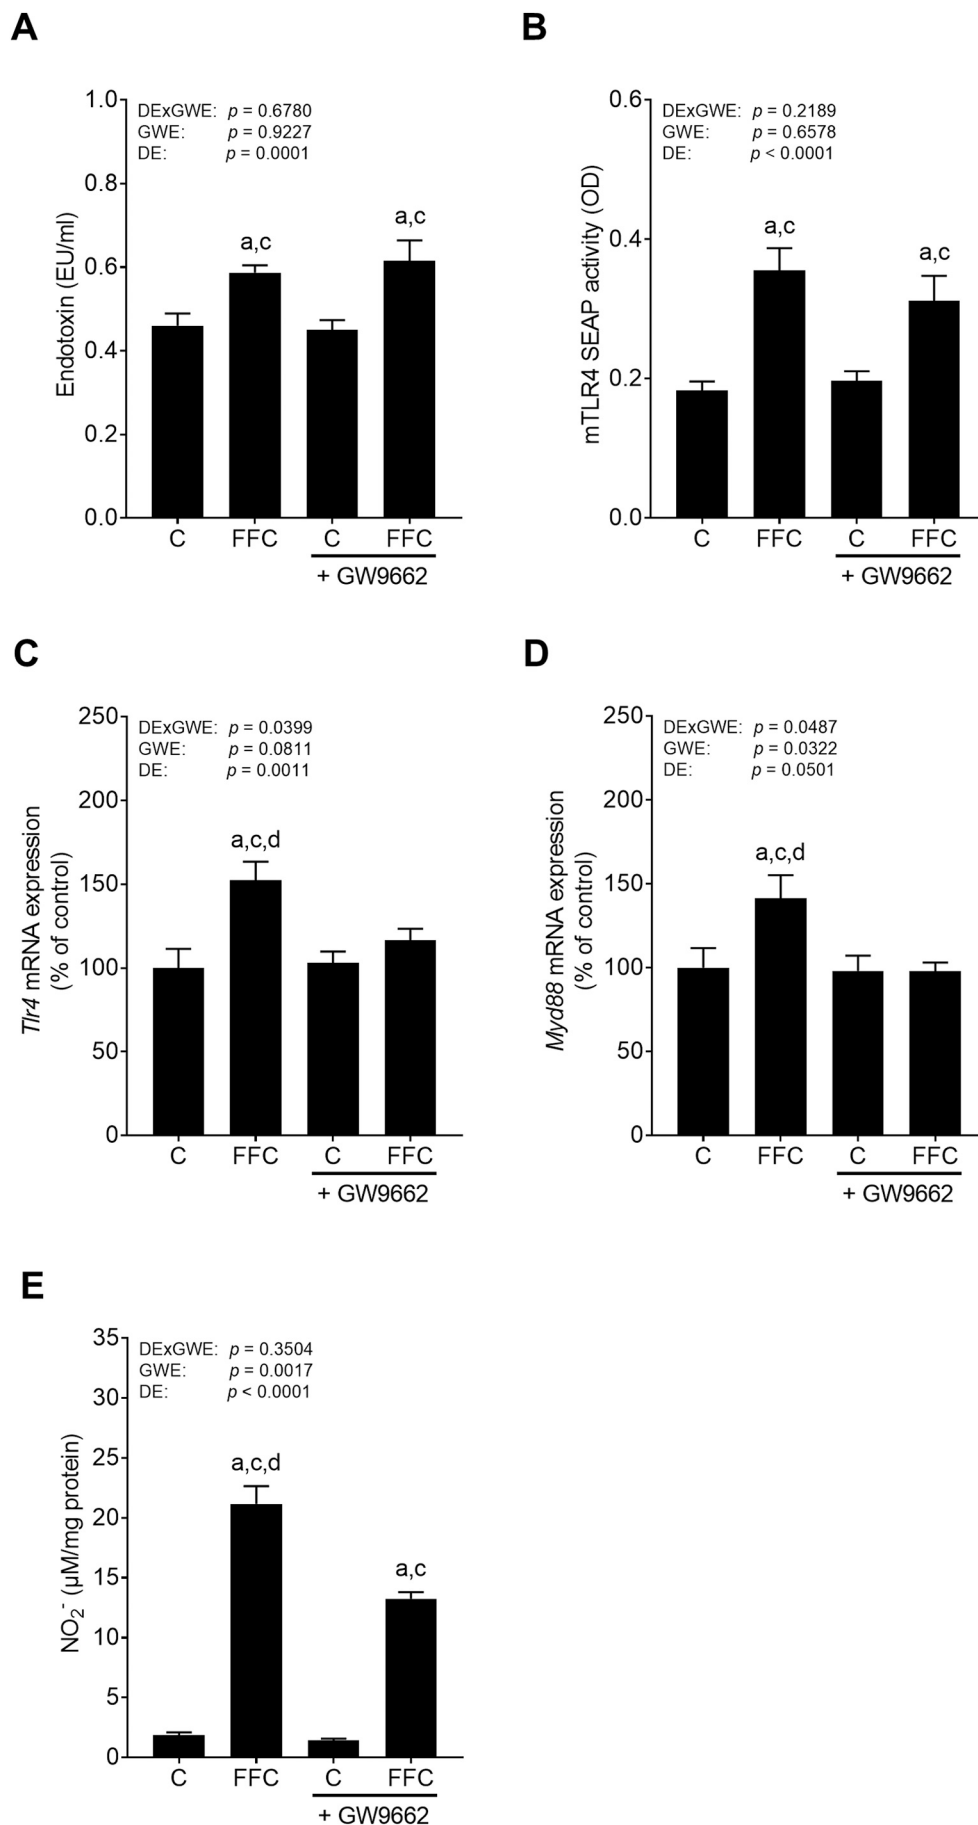 A
DExGWE: p = 0.6780
GWE: p = 0.9227
DE: p = 0.0001
Endotoxin (EU/ml)
1.0
0.8
0.6
0.4
0.2
0.0
a,c
a,c
C FFC C FFC
+ GW9662
B
DExGWE: p = 0.2189
GWE: p = 0.6578
DE: p < 0.0001
mTLR4 SEAP activity (OD)
0.6
0.4
0.2
0.0
a,c
a,c
C FFC C FFC
+ GW9662
C
DExGWE: p = 0.0399
GWE: p = 0.0811
DE: p = 0.0011
Tlr4 mRNA expression
(% of control)
250
200
150
100
50
0
a,c,d
C FFC C FFC
+ GW9662
D
DExGWE: p = 0.0487
GWE: p = 0.0322
DE: p = 0.0501
Myd88 mRNA expression
(% of control)
250
200
150
100
50
0
a,c,d
C FFC C FFC
+ GW9662
E
DExGWE: p = 0.3504
GWE: p = 0.0017
DE: p < 0.0001
NO₂⁻ (µM/mg protein)
35
30
25
20
15
10
5
0
a,c,d
a,c
C FFC C FFC
+ GW9662